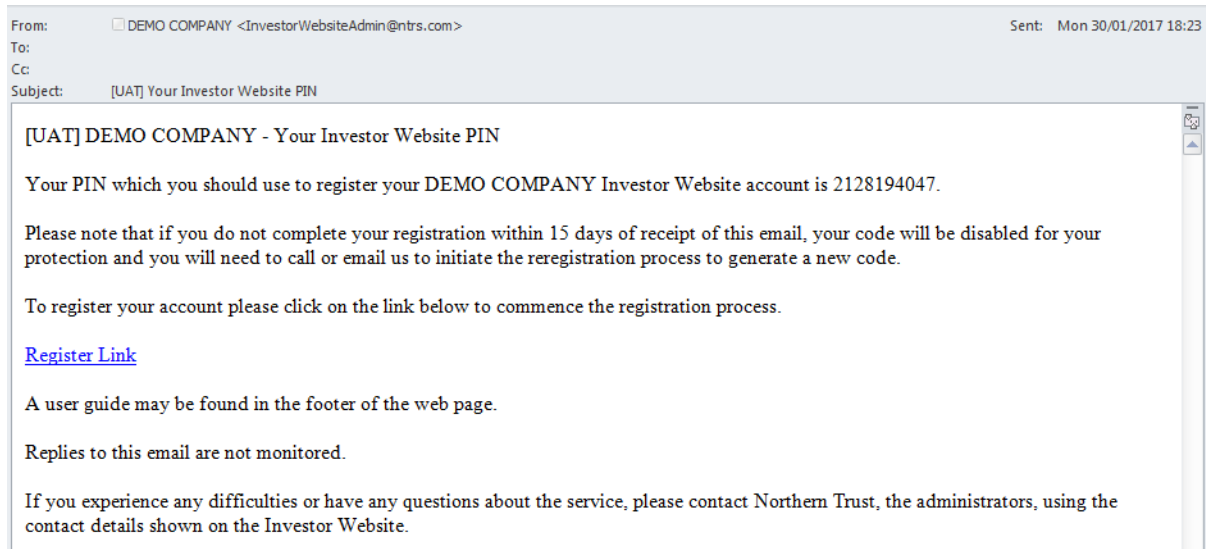 From: DEMO COMPANY <InvestorWebsiteAdmin@ntrs.com> Sent: Mon 30/01/2017 18:23
To:
Cc:
Subject: [UAT] Your Investor Website PIN
[UAT] DEMO COMPANY - Your Investor Website PIN
Your PIN which you should use to register your DEMO COMPANY Investor Website account is 2128194047.
Please note that if you do not complete your registration within 15 days of receipt of this email, your code will be disabled for your
protection and you will need to call or email us to initiate the reregistration process to generate a new code.
To register your account please click on the link below to commence the registration process.
Register Link
A user guide may be found in the footer of the web page.
Replies to this email are not monitored.
If you experience any difficulties or have any questions about the service, please contact Northern Trust, the administrators, using the
contact details shown on the Investor Website.